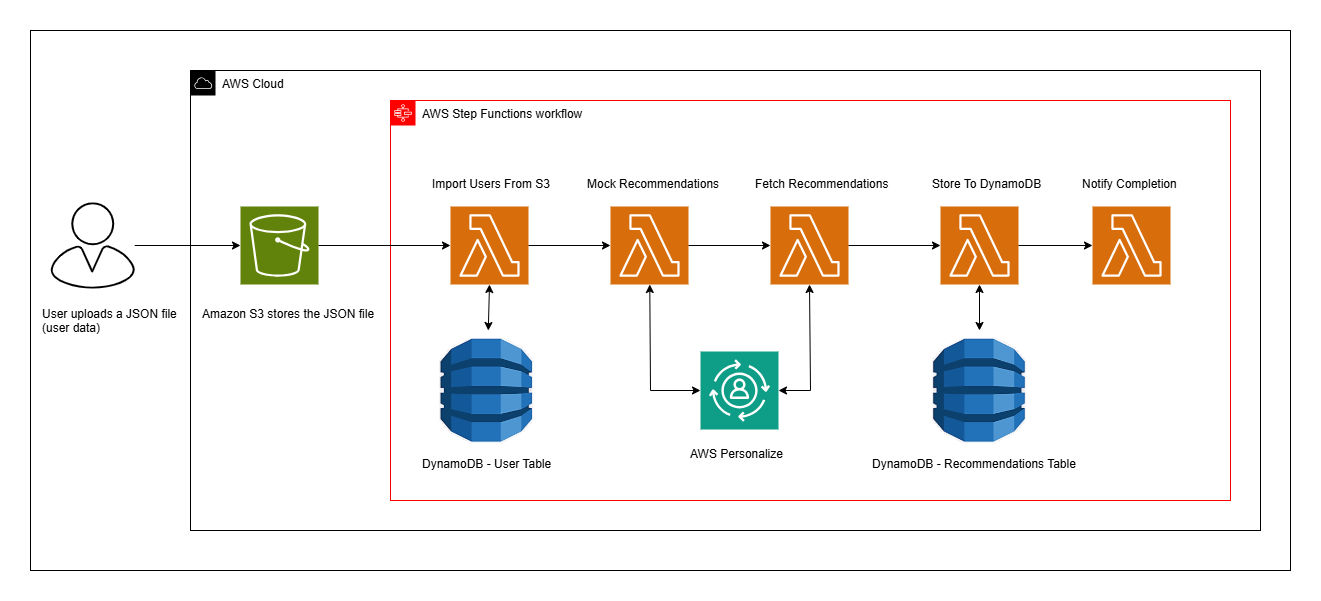 AWS Cloud
AWS Step Functions workflow
Import Users From S3
Mock Recommendations
Fetch Recommendations
Store To DynamoDB
Notify Completion
User uploads a JSON file
(user data)
Amazon S3 stores the JSON file
AWS Personalize
DynamoDB - User Table
DynamoDB - Recommendations Table